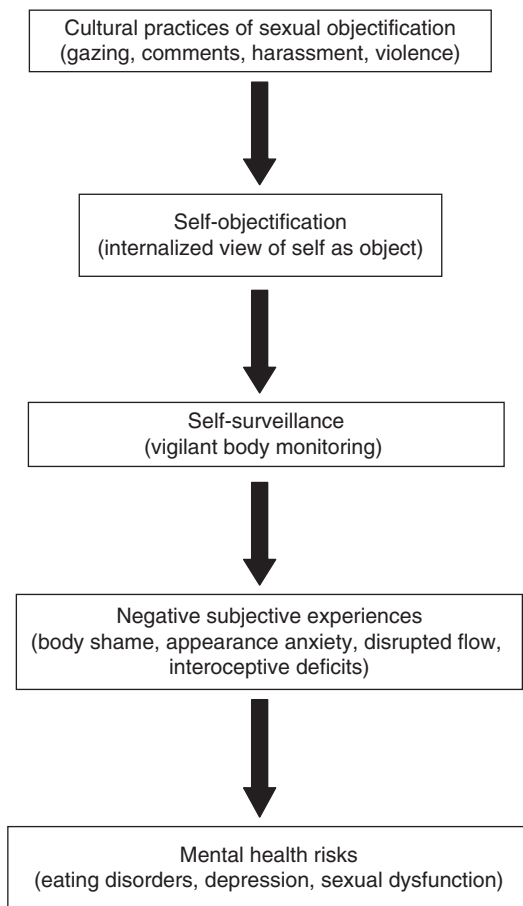 Cultural practices of sexual objectification
(gazing, comments, harassment, violence)
Self-objectification
(internalized view of self as object)
Self-surveillance
(vigilant body monitoring)
Negative subjective experiences
(body shame, appearance anxiety, disrupted flow,
interoceptive deficits)
Mental health risks
(eating disorders, depression, sexual dysfunction)